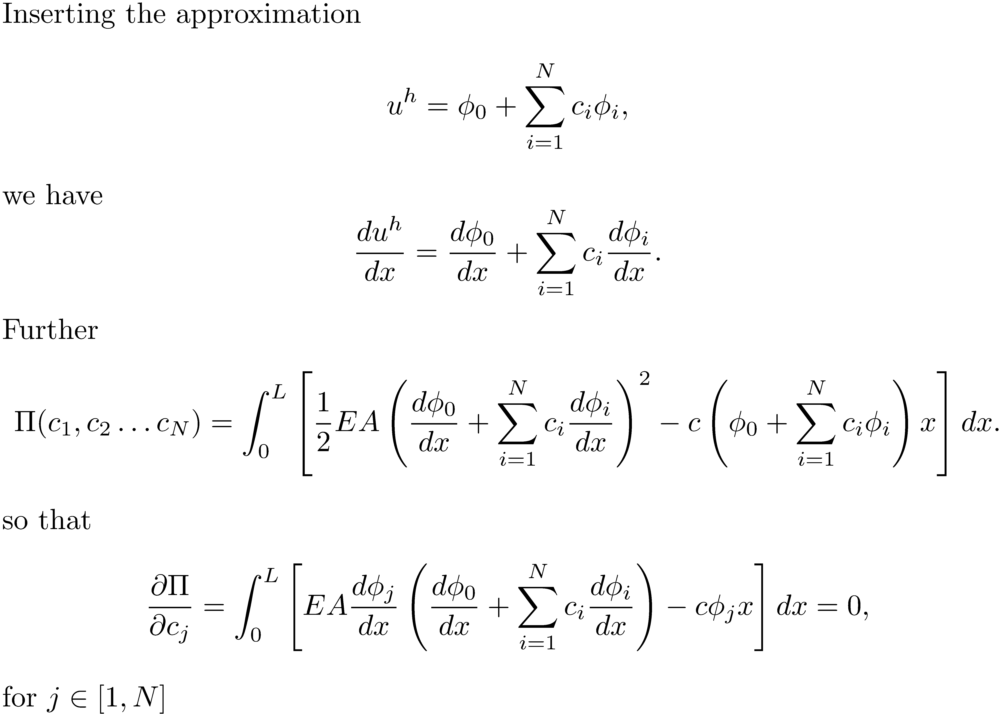 Inserting the approximation
$$u^h = \phi_0 + \sum_{i=1}^{N} c_i \phi_i,$$
we have
$$\frac{du^h}{dx} = \frac{d\phi_0}{dx} + \sum_{i=1}^{N} c_i \frac{d\phi_i}{dx}.$$
Further
$$\Pi(c_1, c_2 \ldots c_N) = \int_0^L \left[ \frac{1}{2} EA \left( \frac{d\phi_0}{dx} + \sum_{i=1}^{N} c_i \frac{d\phi_i}{dx} \right)^2 - c \left( \phi_0 + \sum_{i=1}^{N} c_i \phi_i \right) x \right] dx.$$
so that
$$\frac{\partial \Pi}{\partial c_j} = \int_0^L \left[ EA \frac{d\phi_j}{dx} \left( \frac{d\phi_0}{dx} + \sum_{i=1}^{N} c_i \frac{d\phi_i}{dx} \right) - c\phi_j x \right] dx = 0,$$
for $j \in [1, N]$